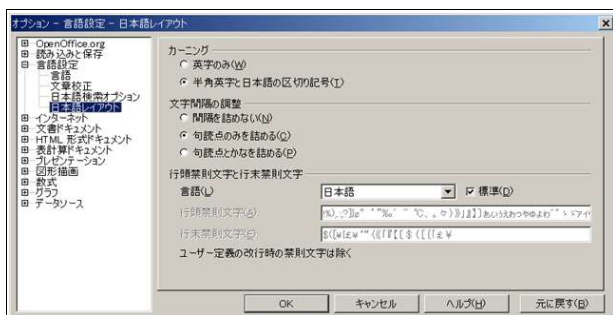 オプション - 言語設定 - 日本語レイアウト
OpenOffice.org
読み込みと保存
言語設定
言語
文章校正
日本語検索オプション
日本語レイアウト
インターネット
文書ドキュメント
HTML 形式ドキュメント
表計算ドキュメント
プレゼンテーション
図形描画
数式
グラフ
データソース
カーニング
英字のみ(W)
半角英字と日本語の区切り記号(T)
文字間隔の調整
間隔を詰めない(N)
句読点のみを詰める(C)
句読点とかなを詰める(P)
行頭禁則文字と行末禁則文字
言語(L)
日本語
標準(D)
行頭禁則文字(A):
行末禁則文字(E):
ユーザー定義の改行時の禁則文字は除く
OK
キャンセル
ヘルプ(H)
元に戻す(B)